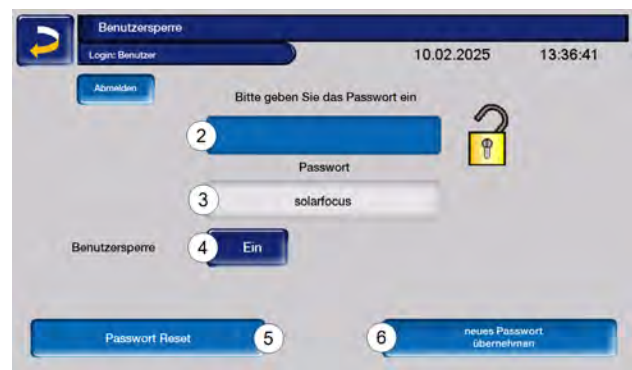 Benutzersperre
Login: Benutzer
10.02.2025 13:36:41
Abmelden
Bitte geben Sie das Passwort ein
2
Passwort
3 solarfocus
Benutzersperre 4 Ein
Passwort Reset 5
6 neues Passwort
übernehmen